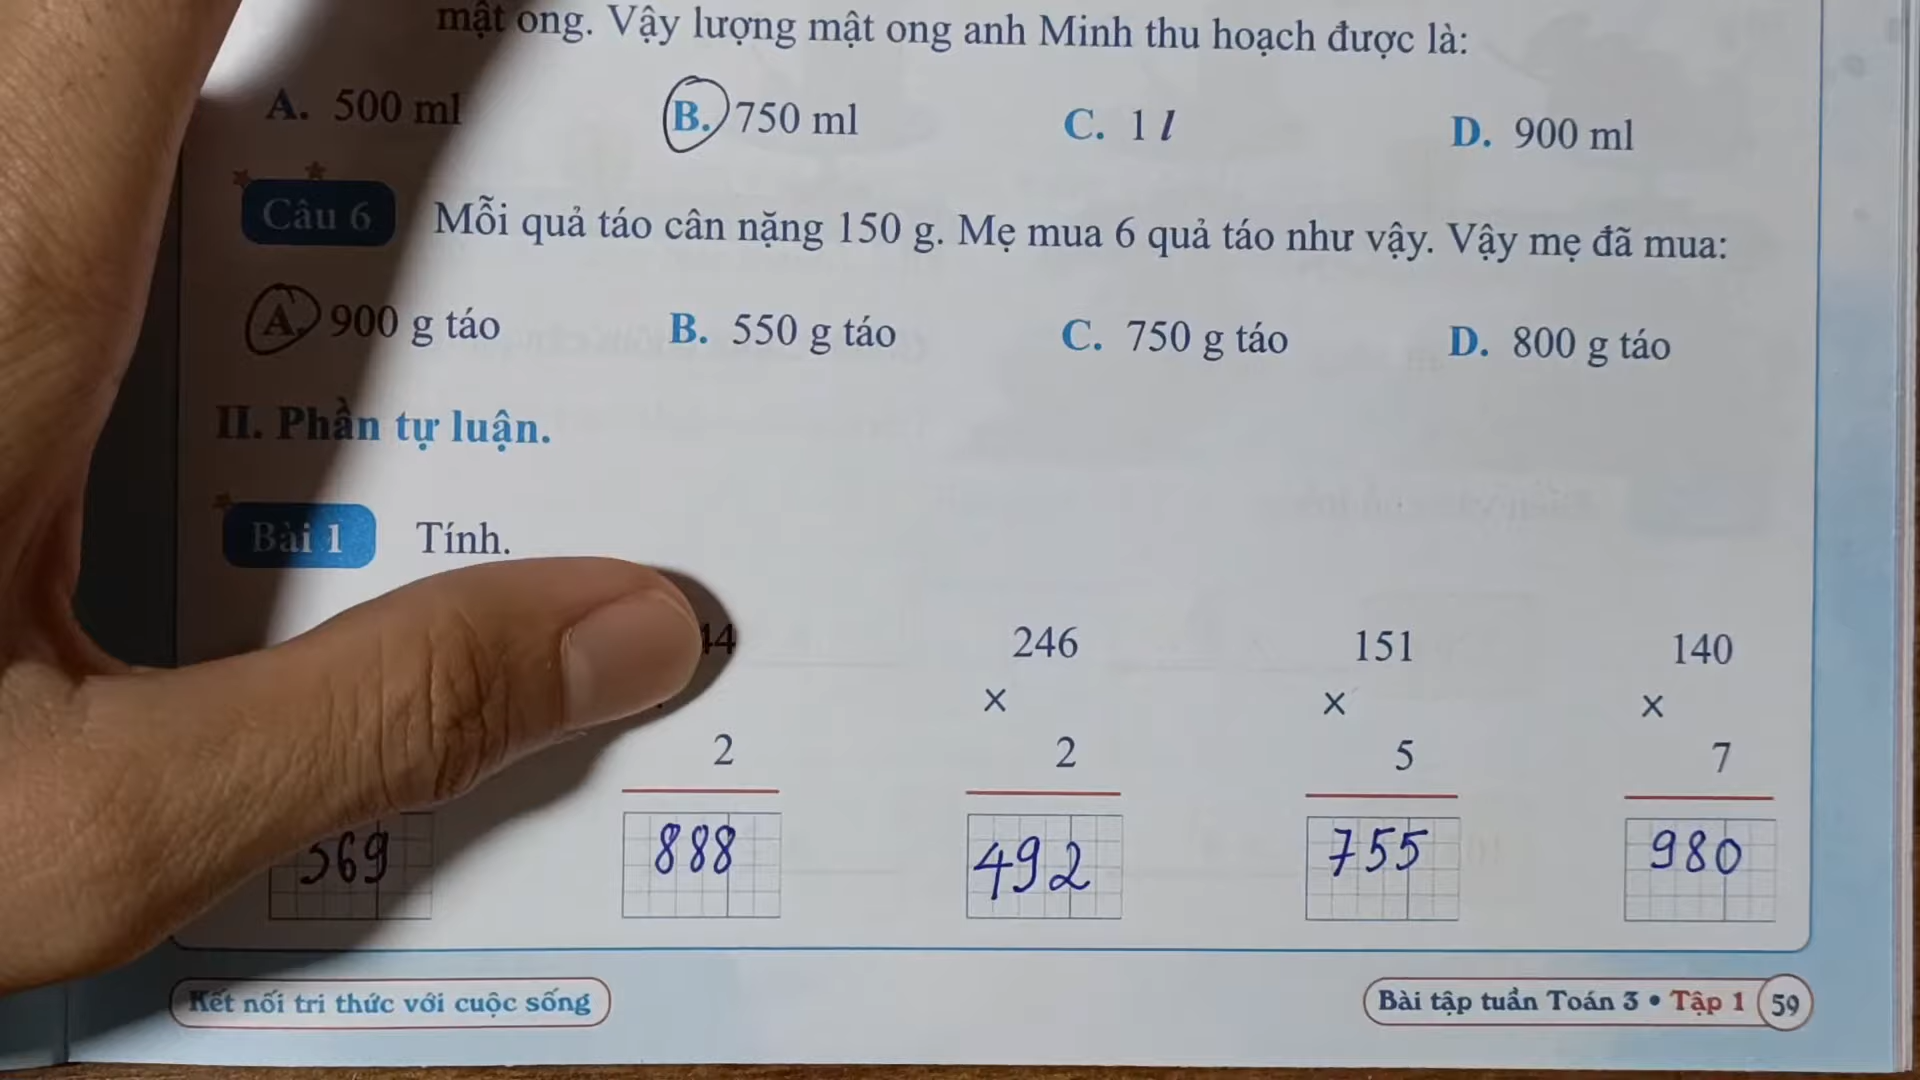 mật ong. Vậy lượng mật ong anh Minh thu hoạch được là:
A. 500 ml B. 750 ml C. 1 l D. 900 ml
Câu 6 Mỗi quả táo cân nặng 150 g. Mẹ mua 6 quả táo như vậy. Vậy mẹ đã mua:
A. 900 g táo B. 550 g táo C. 750 g táo D. 800 g táo
II. Phần tự luận.
Bài 1 Tính.
44 246 151 140
× × ×
2 2 5 7
369 888 492 755 980
Kết nối tri thức với cuộc sống Bài tập tuần Toán 3 • Tập 1 59